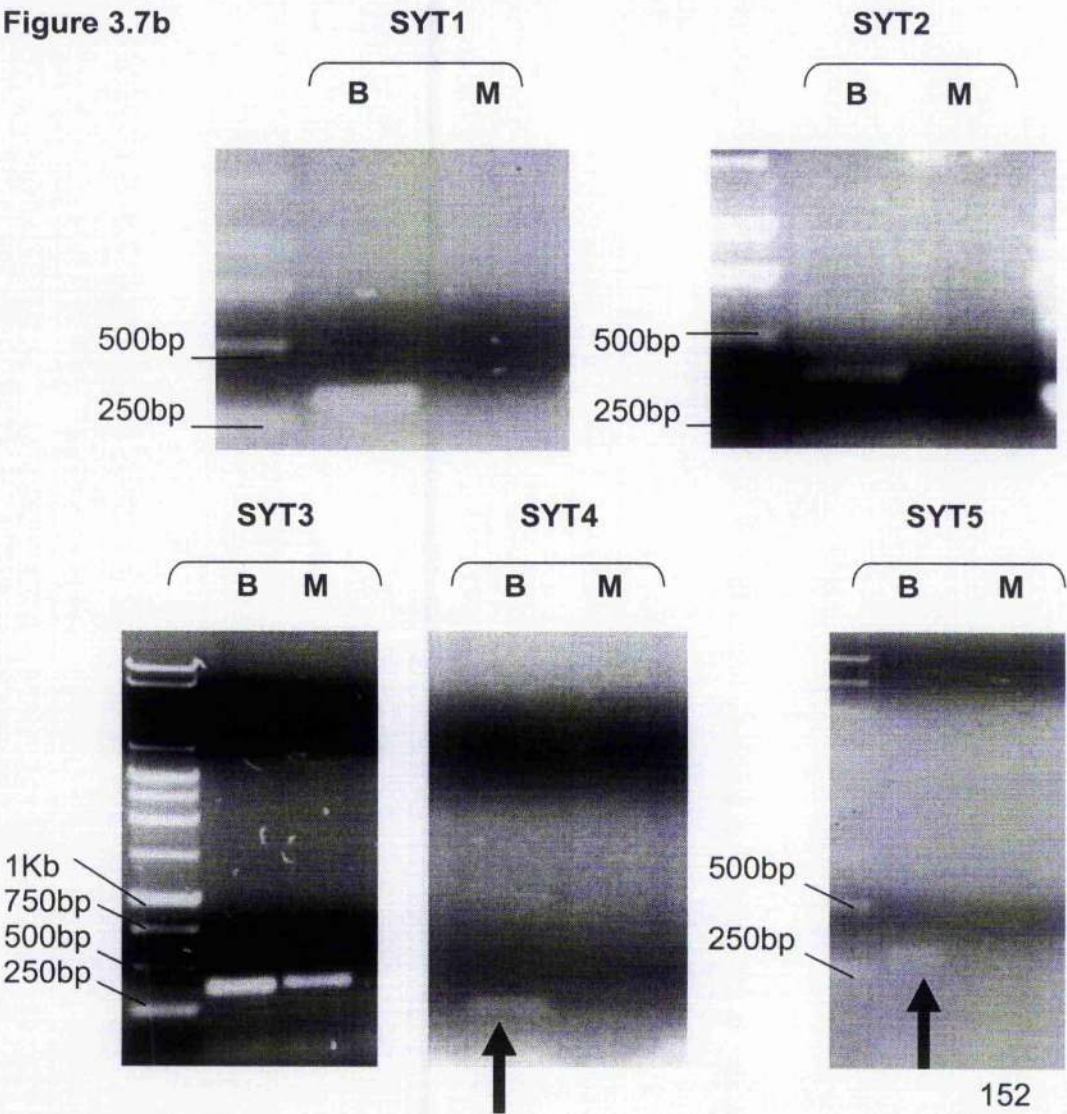 Figure 3.7b
SYT1 SYT2
B M B M
500bp 500bp
250bp 250bp
SYT3 SYT4 SYT5
B M B M B M
1Kb
750bp
500bp
250bp
500bp
250bp
152